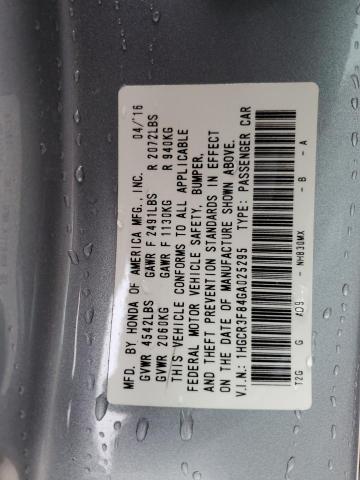 MFD. BY HONDA OF AMERICA MFG., INC. 04/16
GVWR 4542LBS GAWR F 2491LBS R 2072LBS
GVWR 2060KG GAWR F 1130KG R 940KG
THIS VEHICLE CONFORMS TO ALL APPLICABLE
FEDERAL MOTOR VEHICLE SAFETY, BUMPER,
AND THEFT PREVENTION STANDARDS IN EFFECT
ON THE DATE OF MANUFACTURE SHOWN ABOVE.
V.I.N.: 1HGCR3F84GA025295 TYPE: PASSENGER CAR
T2G G NH830MX - B - A